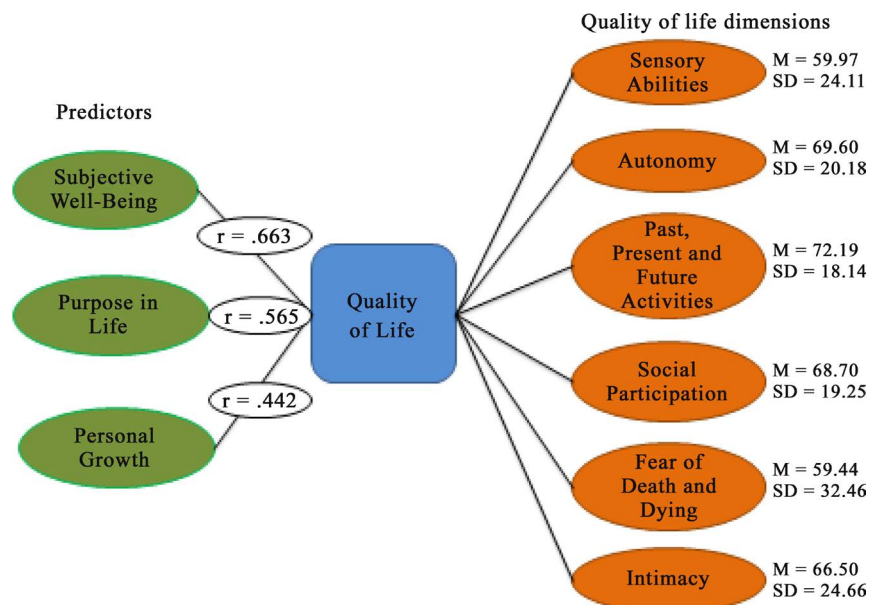 Predictors
Subjective
Well-Being
Purpose in
Life
Personal
Growth
r = .663
r = .565
r = .442
Quality
of Life
Quality of life dimensions
Sensory
Abilities
M = 59.97
SD = 24.11
Autonomy
M = 69.60
SD = 20.18
Past,
Present and
Future
Activities
M = 72.19
SD = 18.14
Social
Participation
M = 68.70
SD = 19.25
Fear of
Death and
Dying
M = 59.44
SD = 32.46
Intimacy
M = 66.50
SD = 24.66